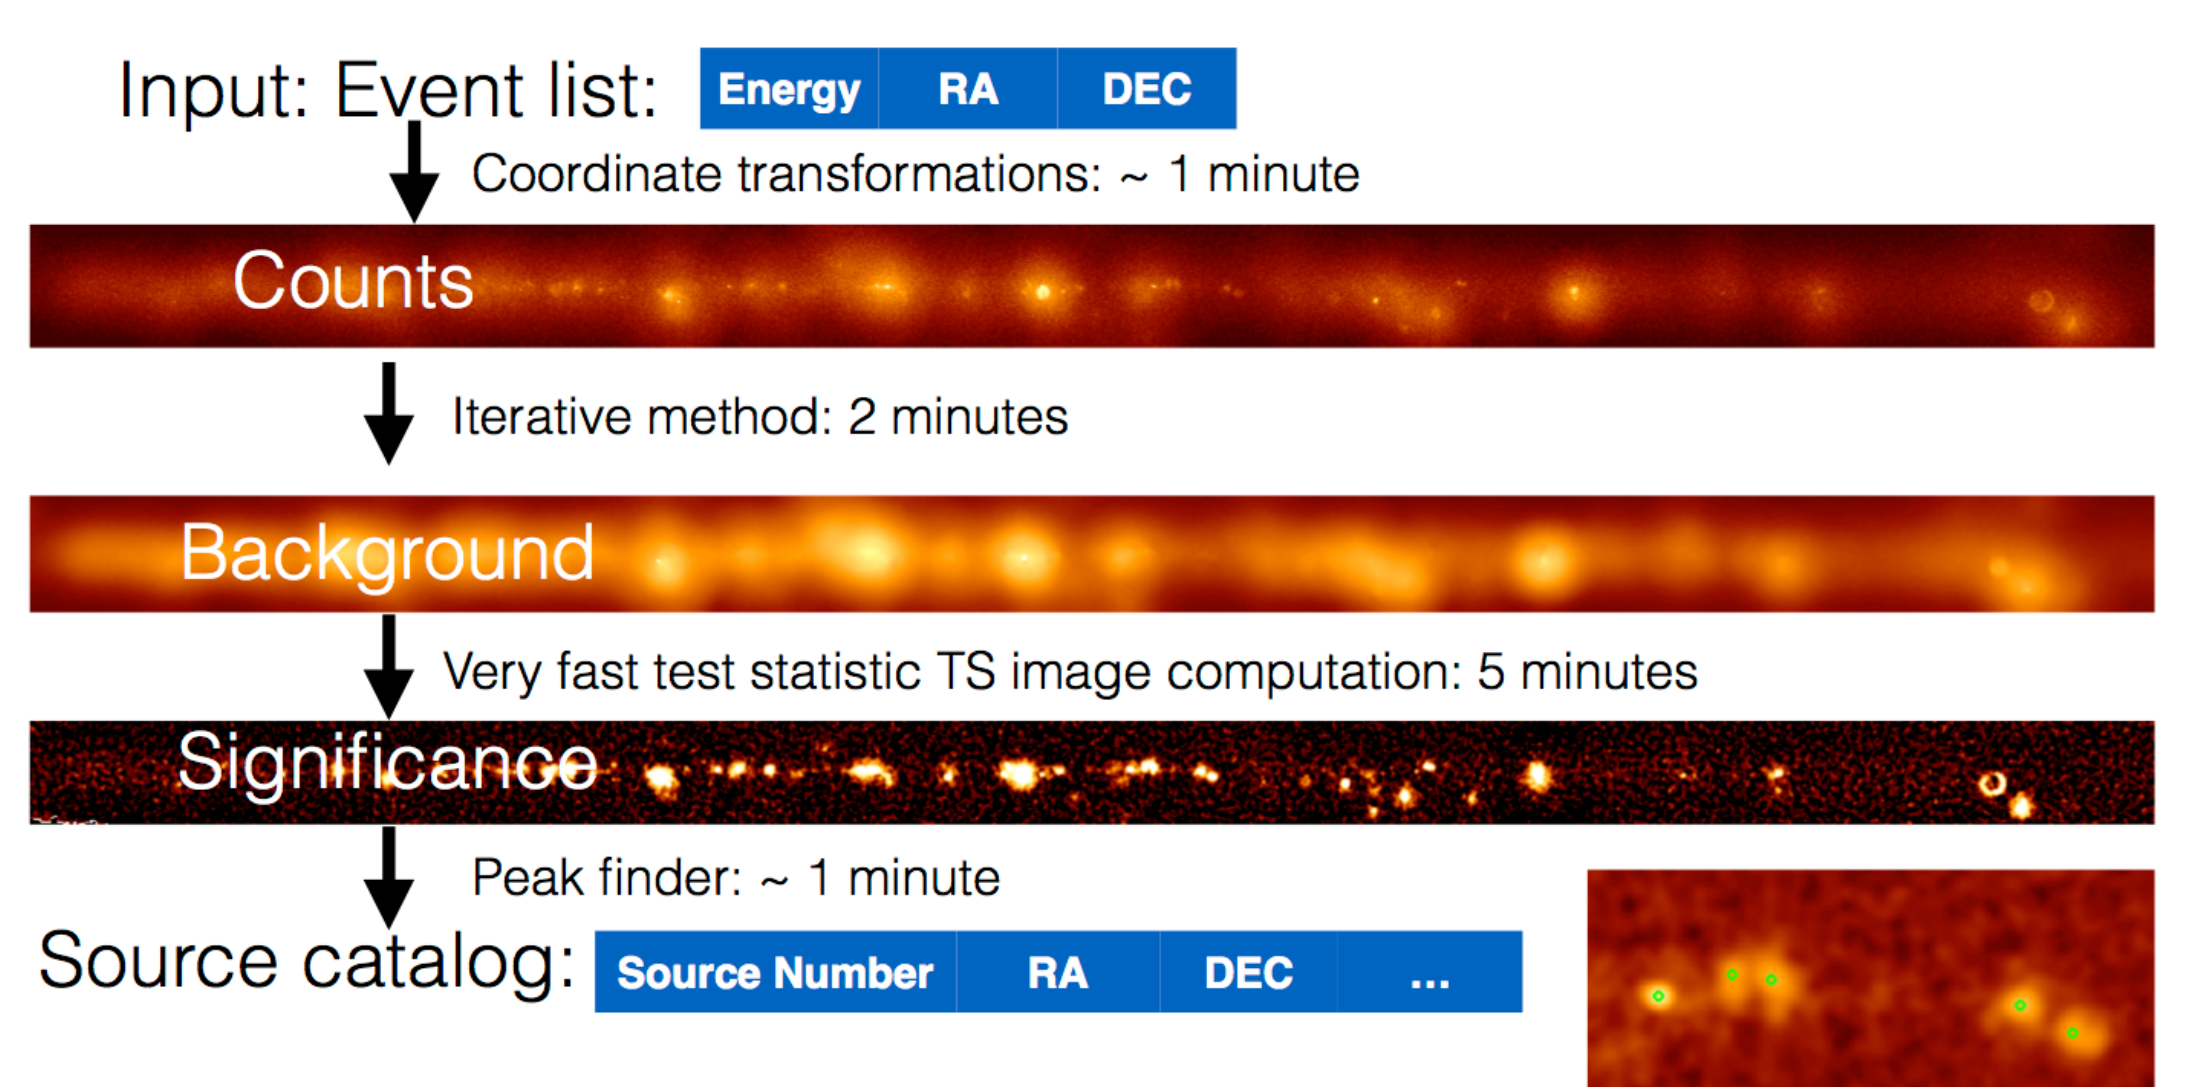 Input: Event list: Energy RA DEC
Coordinate transformations: ~ 1 minute
Counts
Iterative method: 2 minutes
Background
Very fast test statistic TS image computation: 5 minutes
Significance
Peak finder: ~ 1 minute
Source catalog: Source Number RA DEC ...